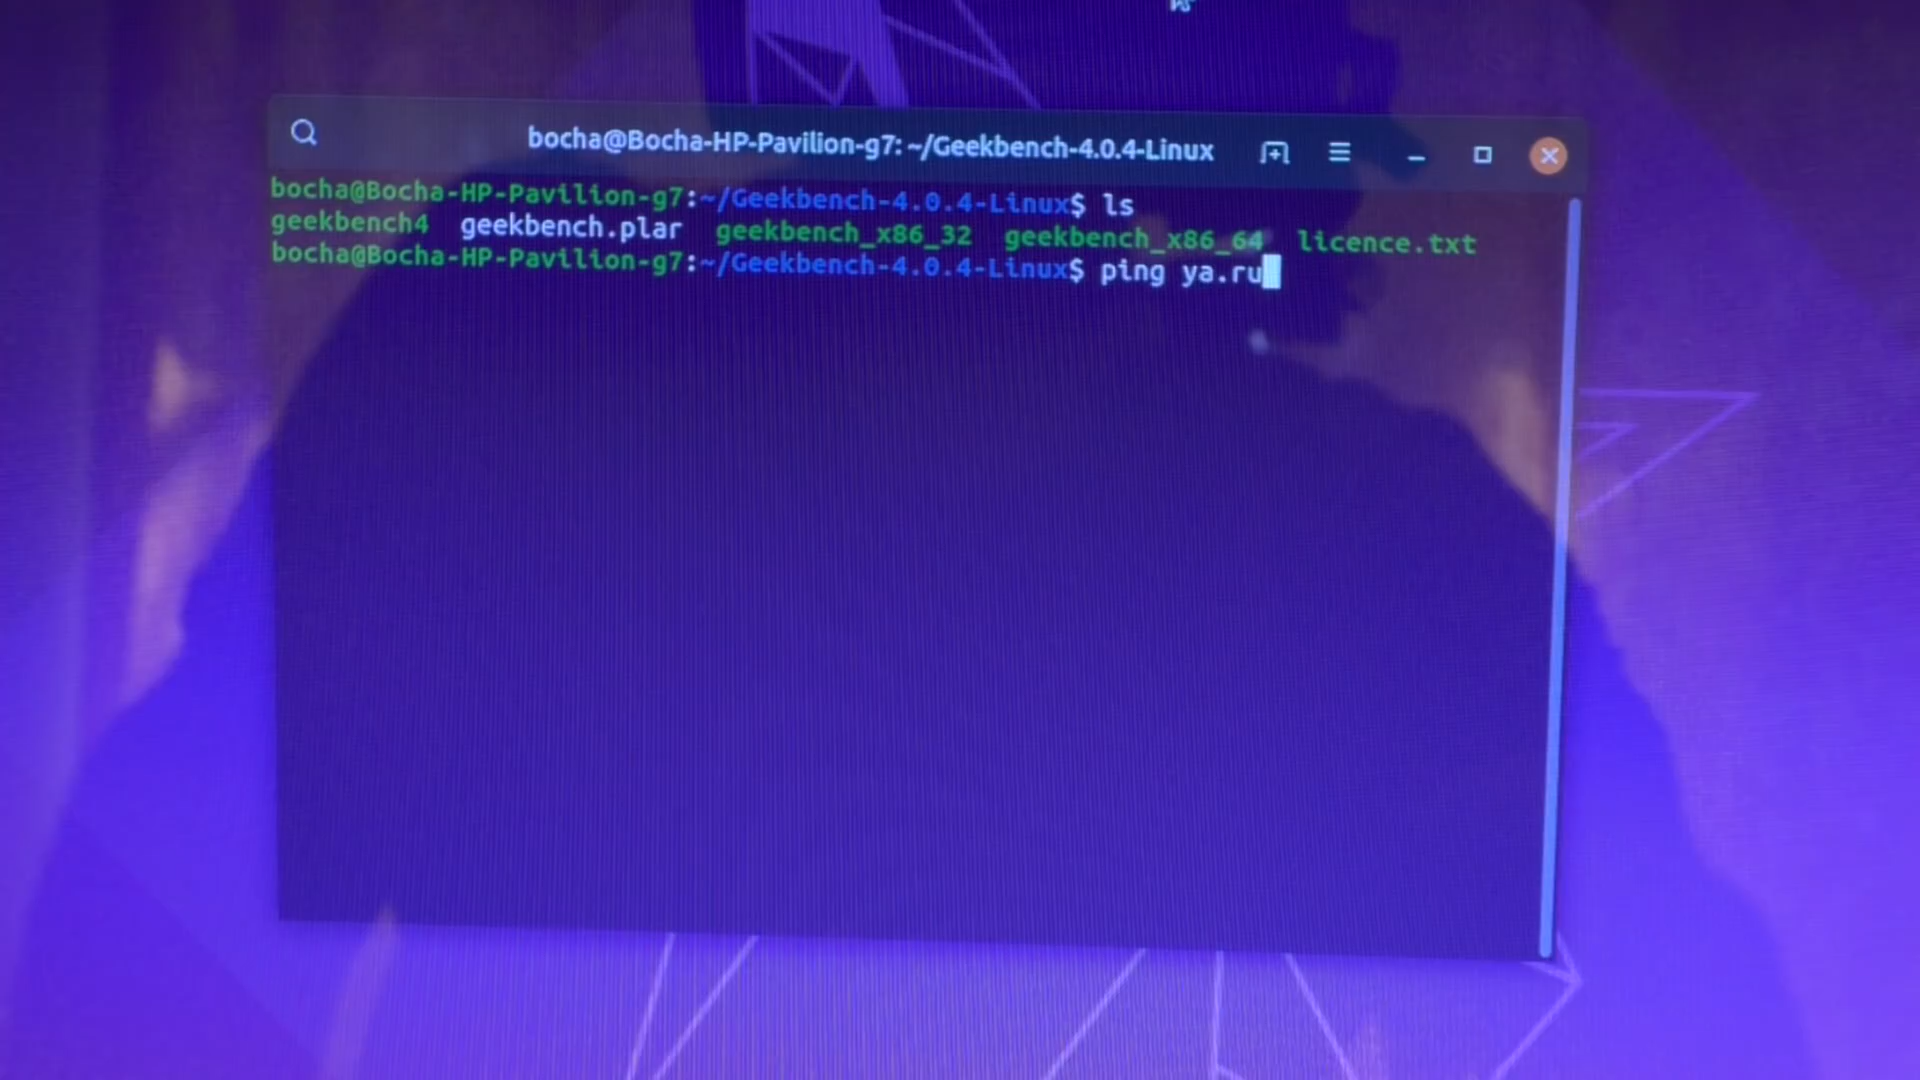 bocha@Bocha-HP-Pavilion-g7: ~/Geekbench-4.0.4-Linux
bocha@Bocha-HP-Pavilion-g7:~/Geekbench-4.0.4-Linux$ ls
geekbench4 geekbench.plar geekbench_x86_32 geekbench_x86_64 licence.txt
bocha@Bocha-HP-Pavilion-g7:~/Geekbench-4.0.4-Linux$ ping ya.ru